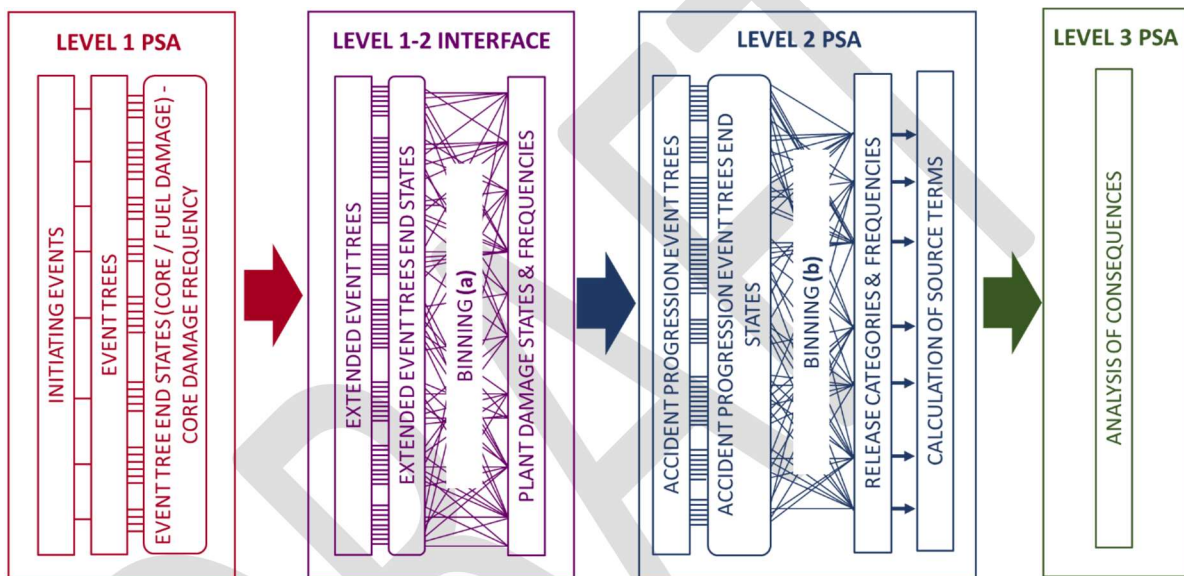 LEVEL 1 PSA
INITIATING EVENTS
EVENT TREES
EVENT TREE END STATES (CORE / FUEL DAMAGE) -
CORE DAMAGE FREQUENCY
LEVEL 1-2 INTERFACE
EXTENDED EVENT TREES
EXTENDED EVENT TREES END STATES
BINNING (a)
PLANT DAMAGE STATES & FREQUENCIES
LEVEL 2 PSA
ACCIDENT PROGRESSION EVENT TREES
ACCIDENT PROGRESSION EVENT TREES END
STATES
BINNING (b)
RELEASE CATEGORIES & FREQUENCIES
CALCULATION OF SOURCE TERMS
LEVEL 3 PSA
ANALYSIS OF CONSEQUENCES
DRAFT